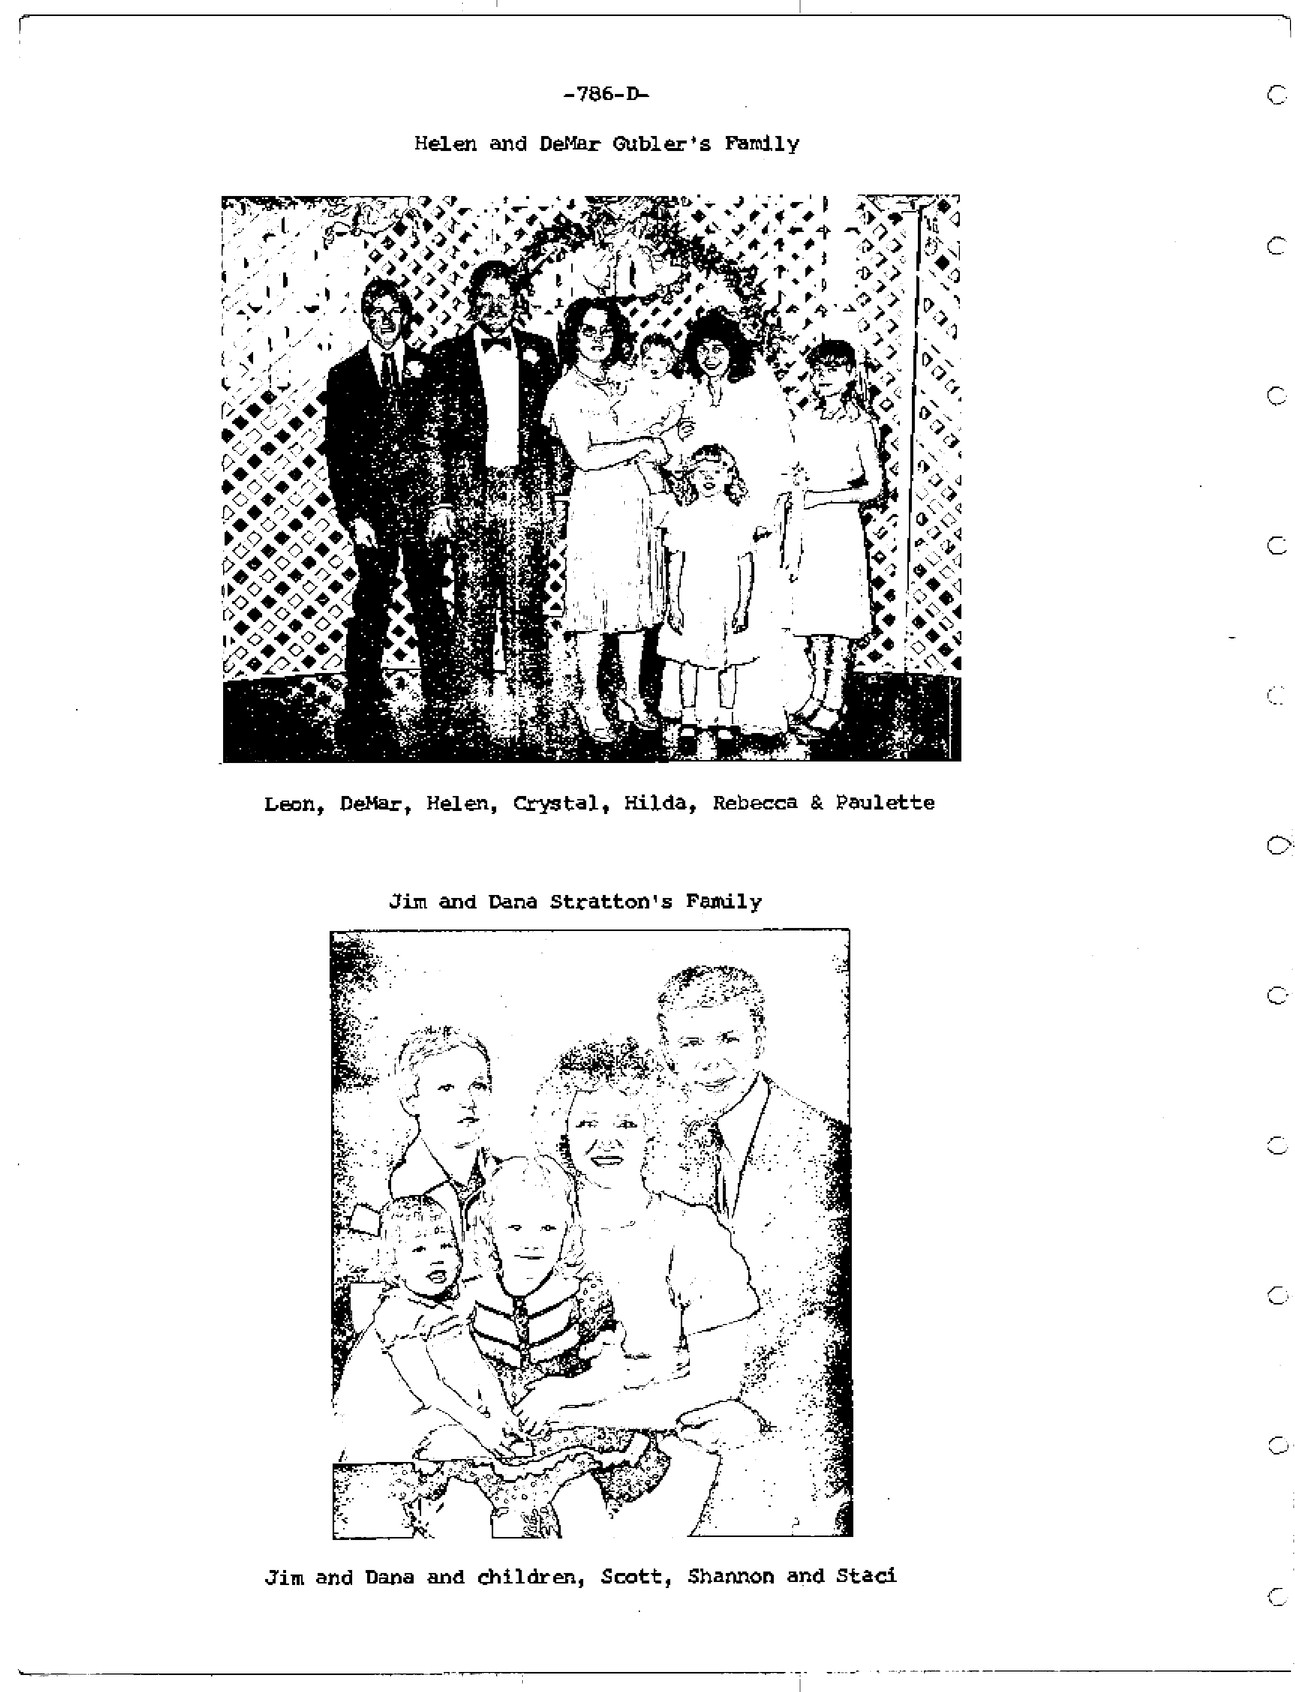 -786-D-
Helen and DeMar Gubler's Family
Leon, DeMar, Helen, Crystal, Hilda, Rebecca & Paulette
Jim and Dana Stratton's Family
Jim and Dana and children, Scott, Shannon and Staci